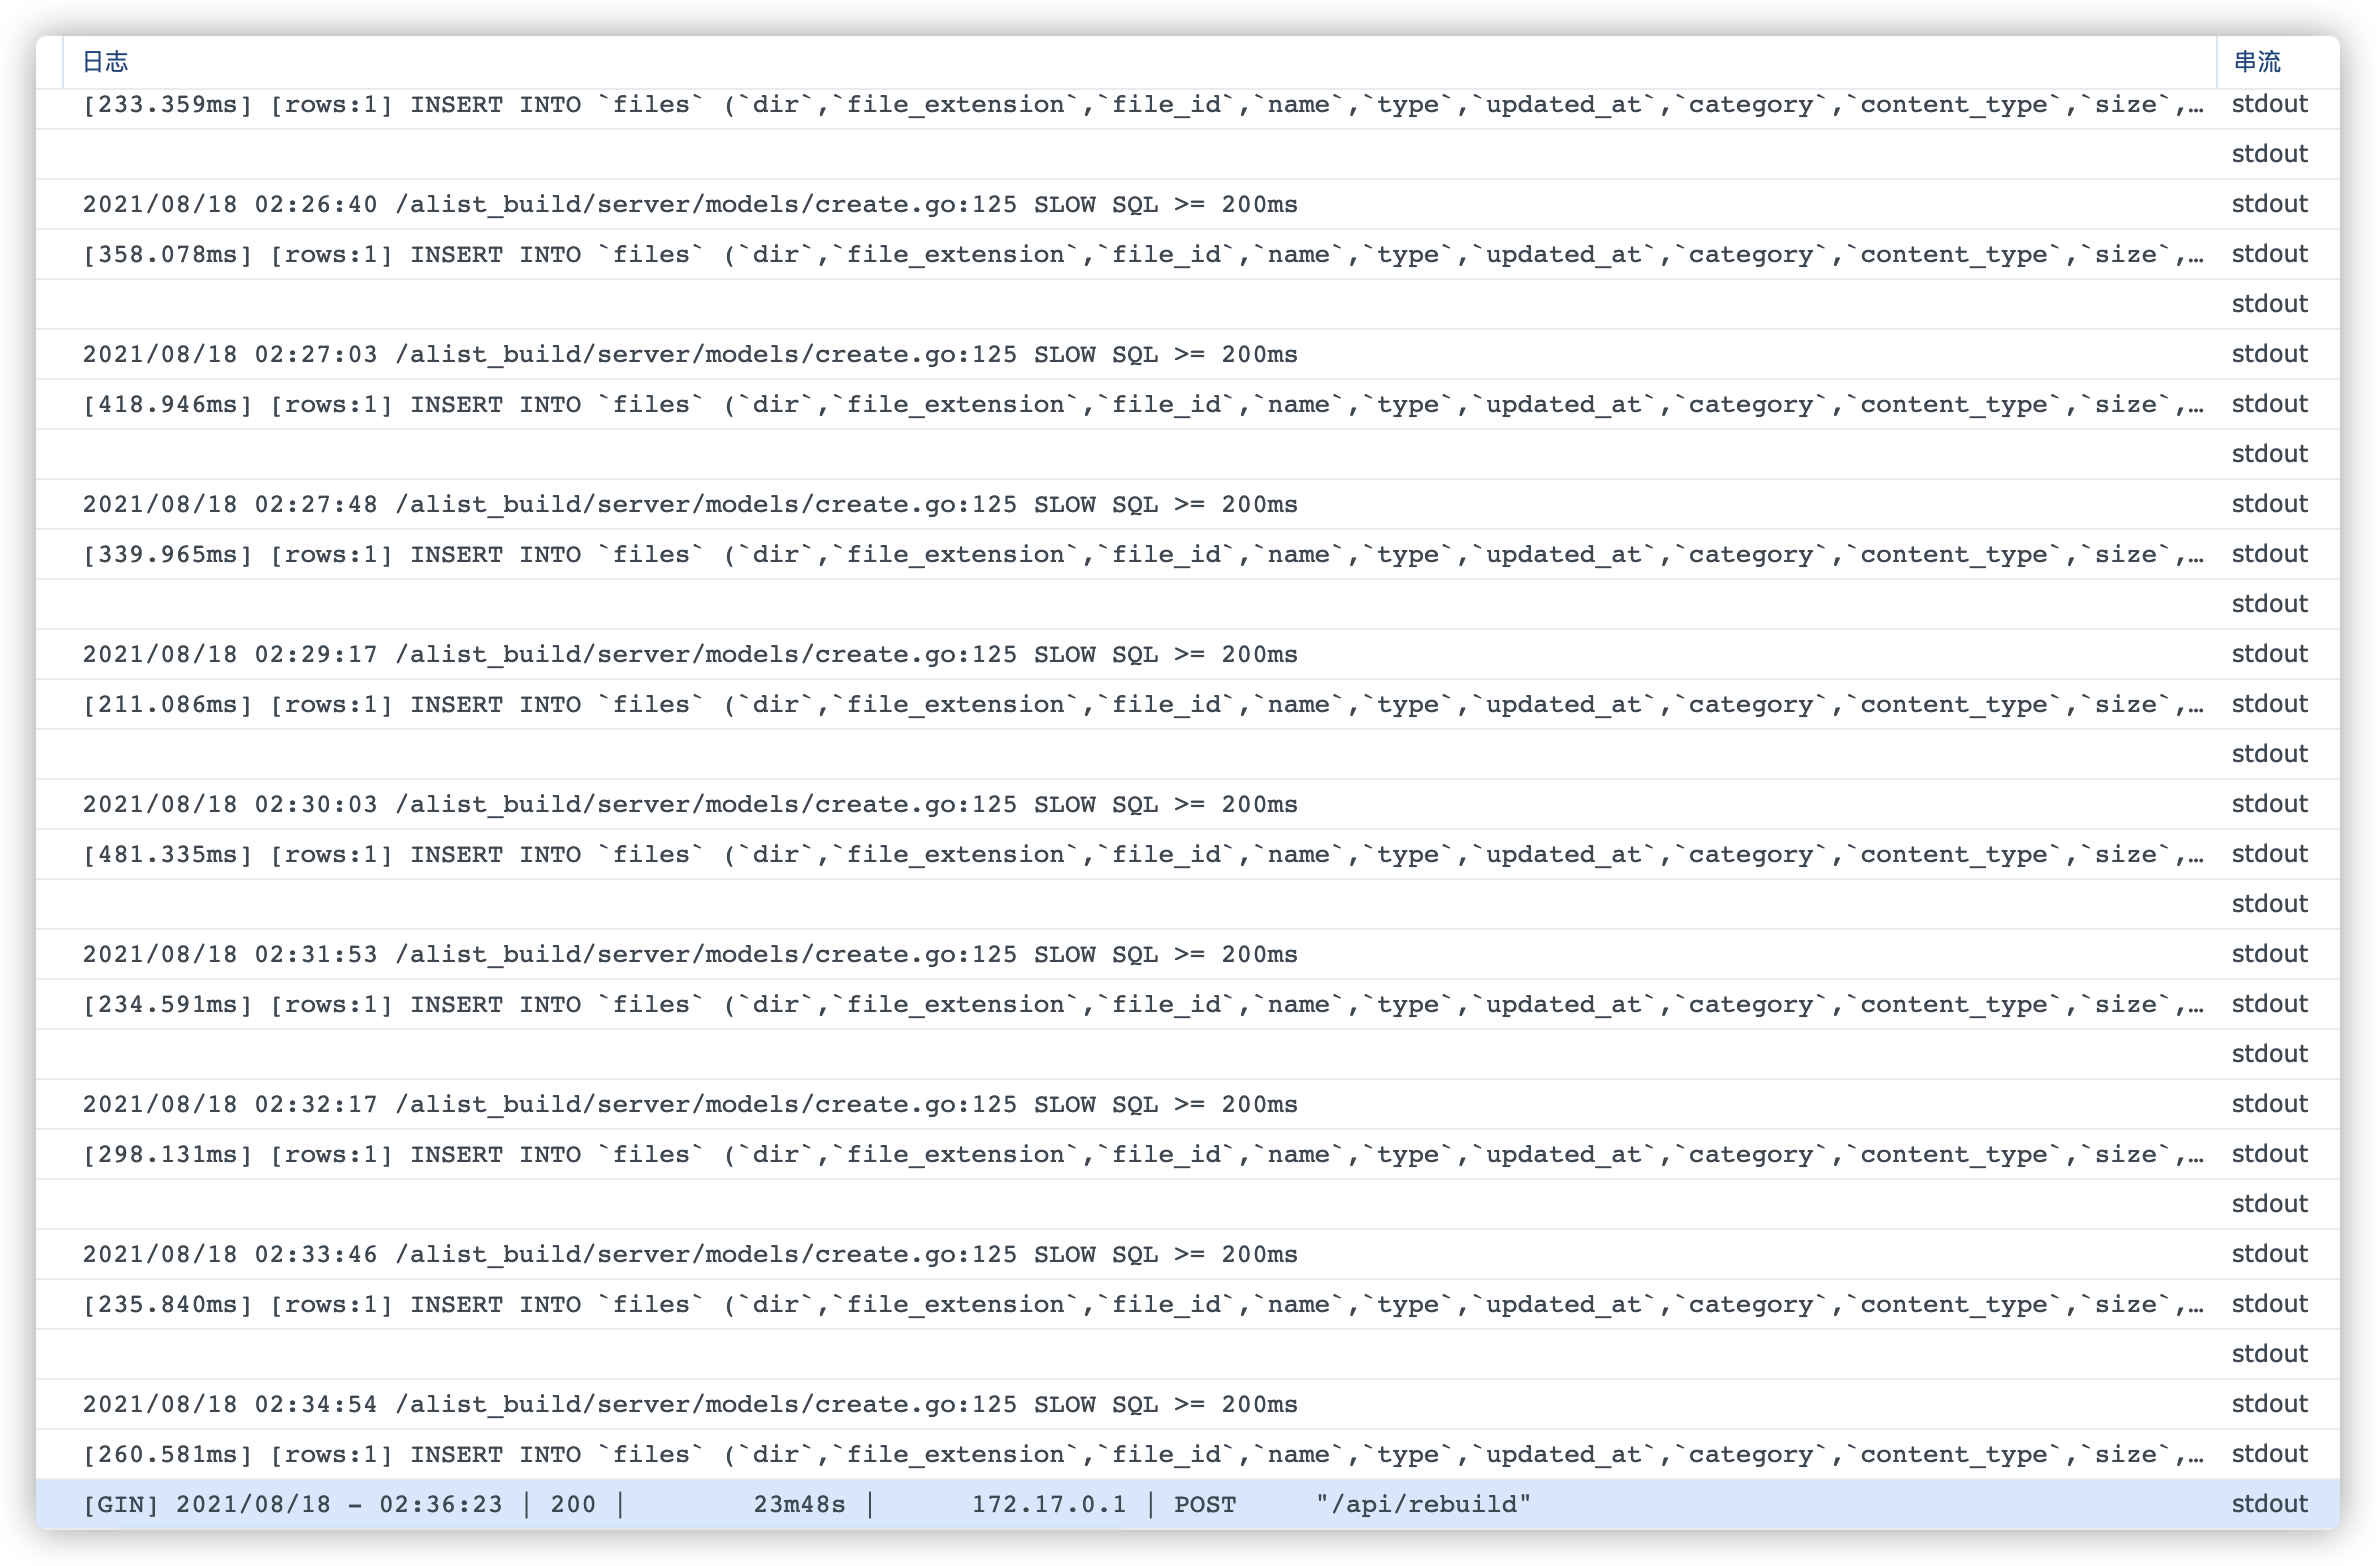 日志 串流
[233.359ms] [rows:1] INSERT INTO `files` (`dir`,`file_extension`,`file_id`,`name`,`type`,`updated_at`,`category`,`content_type`,`size`,… stdout
stdout
2021/08/18 02:26:40 /alist_build/server/models/create.go:125 SLOW SQL >= 200ms stdout
[358.078ms] [rows:1] INSERT INTO `files` (`dir`,`file_extension`,`file_id`,`name`,`type`,`updated_at`,`category`,`content_type`,`size`,… stdout
stdout
2021/08/18 02:27:03 /alist_build/server/models/create.go:125 SLOW SQL >= 200ms stdout
[418.946ms] [rows:1] INSERT INTO `files` (`dir`,`file_extension`,`file_id`,`name`,`type`,`updated_at`,`category`,`content_type`,`size`,… stdout
stdout
2021/08/18 02:27:48 /alist_build/server/models/create.go:125 SLOW SQL >= 200ms stdout
[339.965ms] [rows:1] INSERT INTO `files` (`dir`,`file_extension`,`file_id`,`name`,`type`,`updated_at`,`category`,`content_type`,`size`,… stdout
stdout
2021/08/18 02:29:17 /alist_build/server/models/create.go:125 SLOW SQL >= 200ms stdout
[211.086ms] [rows:1] INSERT INTO `files` (`dir`,`file_extension`,`file_id`,`name`,`type`,`updated_at`,`category`,`content_type`,`size`,… stdout
stdout
2021/08/18 02:30:03 /alist_build/server/models/create.go:125 SLOW SQL >= 200ms stdout
[481.335ms] [rows:1] INSERT INTO `files` (`dir`,`file_extension`,`file_id`,`name`,`type`,`updated_at`,`category`,`content_type`,`size`,… stdout
stdout
2021/08/18 02:31:53 /alist_build/server/models/create.go:125 SLOW SQL >= 200ms stdout
[234.591ms] [rows:1] INSERT INTO `files` (`dir`,`file_extension`,`file_id`,`name`,`type`,`updated_at`,`category`,`content_type`,`size`,… stdout
stdout
2021/08/18 02:32:17 /alist_build/server/models/create.go:125 SLOW SQL >= 200ms stdout
[298.131ms] [rows:1] INSERT INTO `files` (`dir`,`file_extension`,`file_id`,`name`,`type`,`updated_at`,`category`,`content_type`,`size`,… stdout
stdout
2021/08/18 02:33:46 /alist_build/server/models/create.go:125 SLOW SQL >= 200ms stdout
[235.840ms] [rows:1] INSERT INTO `files` (`dir`,`file_extension`,`file_id`,`name`,`type`,`updated_at`,`category`,`content_type`,`size`,… stdout
stdout
2021/08/18 02:34:54 /alist_build/server/models/create.go:125 SLOW SQL >= 200ms stdout
[260.581ms] [rows:1] INSERT INTO `files` (`dir`,`file_extension`,`file_id`,`name`,`type`,`updated_at`,`category`,`content_type`,`size`,… stdout
[GIN] 2021/08/18 - 02:36:23 | 200 | 23m48s | 172.17.0.1 | POST "/api/rebuild" stdout